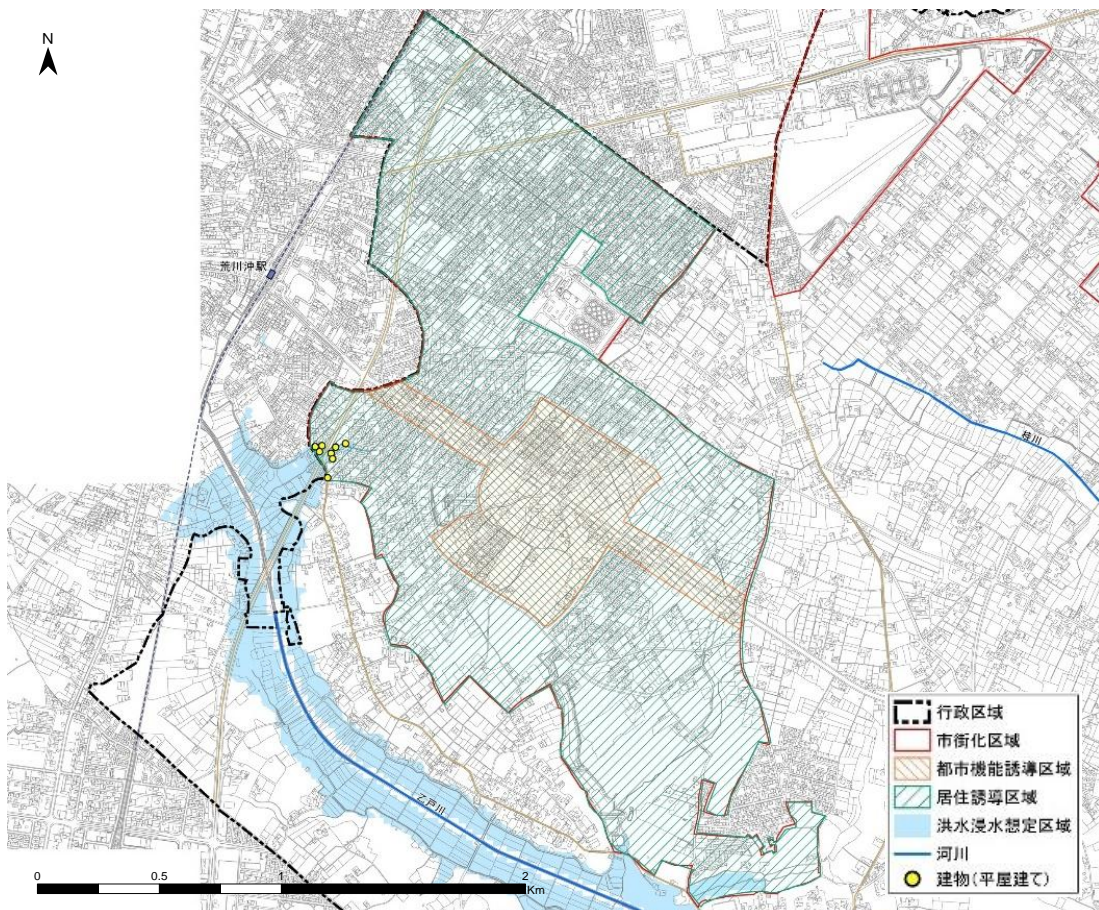 N
荒川沖駅
桂川
乙戸川
行政区域
市街化区域
都市機能誘導区域
居住誘導区域
洪水浸水想定区域
河川
建物(平屋建て)
0 0.5 1 2
Km